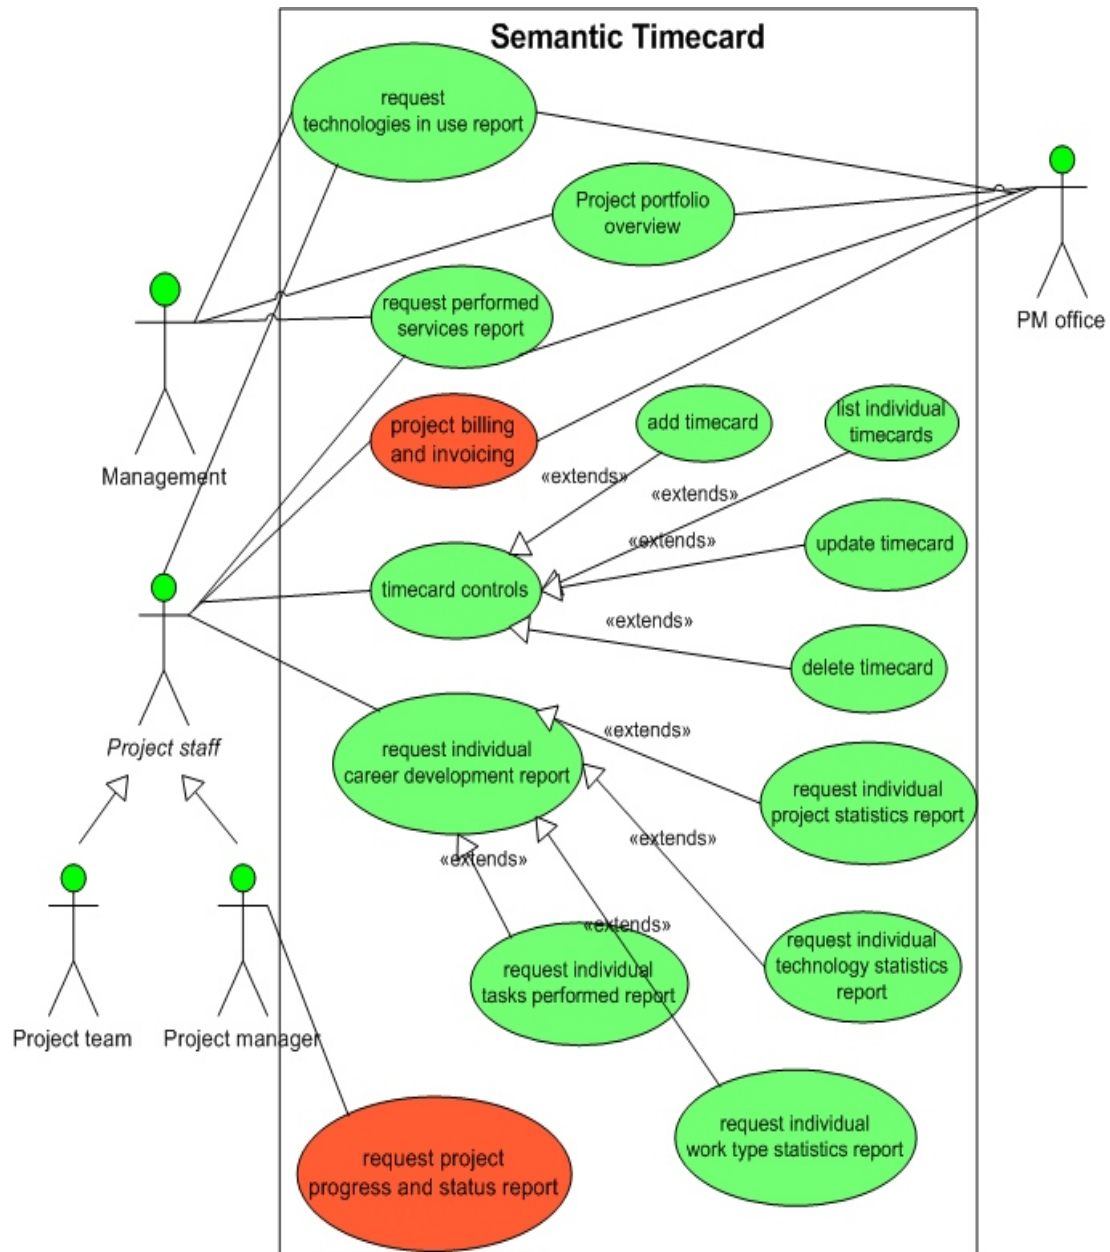 Semantic Timecard
request
technologies in use report
Project portfolio
overview
PM office
request performed
services report
Management
project billing
and invoicing
add timecard
list individual
timecards
«extends»
«extends»
«extends»
update timecard
timecard controls
«extends»
delete timecard
Project staff
request individual
career development report
«extends»
request individual
project statistics report
«extends»
«extends»
«extends»
request individual
technology statistics
report
request individual
tasks performed report
Project team
Project manager
request individual
work type statistics report
request project
progress and status report